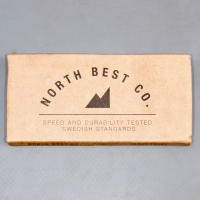 NORTH BEST CO.
SPEED AND DURABILITY TESTED
SWEDISH STANDARDS